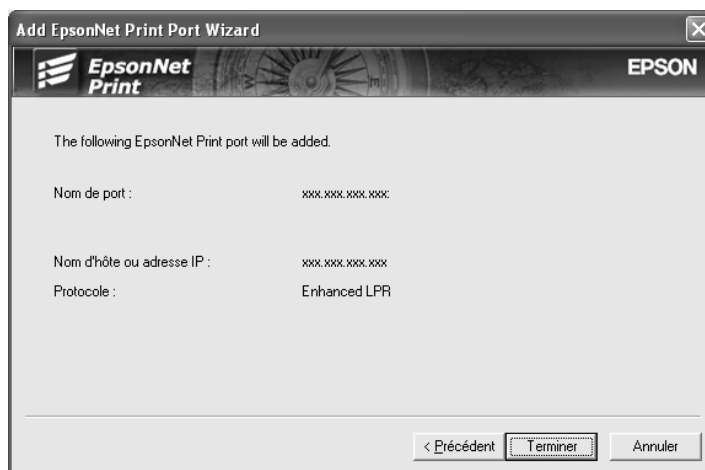 Add EpsonNet Print Port Wizard
EpsonNet
Print
EPSON
The following EpsonNet Print port will be added.
Nom de port : xxx.xxx.xxx.xxx:
Nom d'hôte ou adresse IP : xxx.xxx.xxx.xxx
Protocole : Enhanced LPR
< Précédent Terminer Annuler